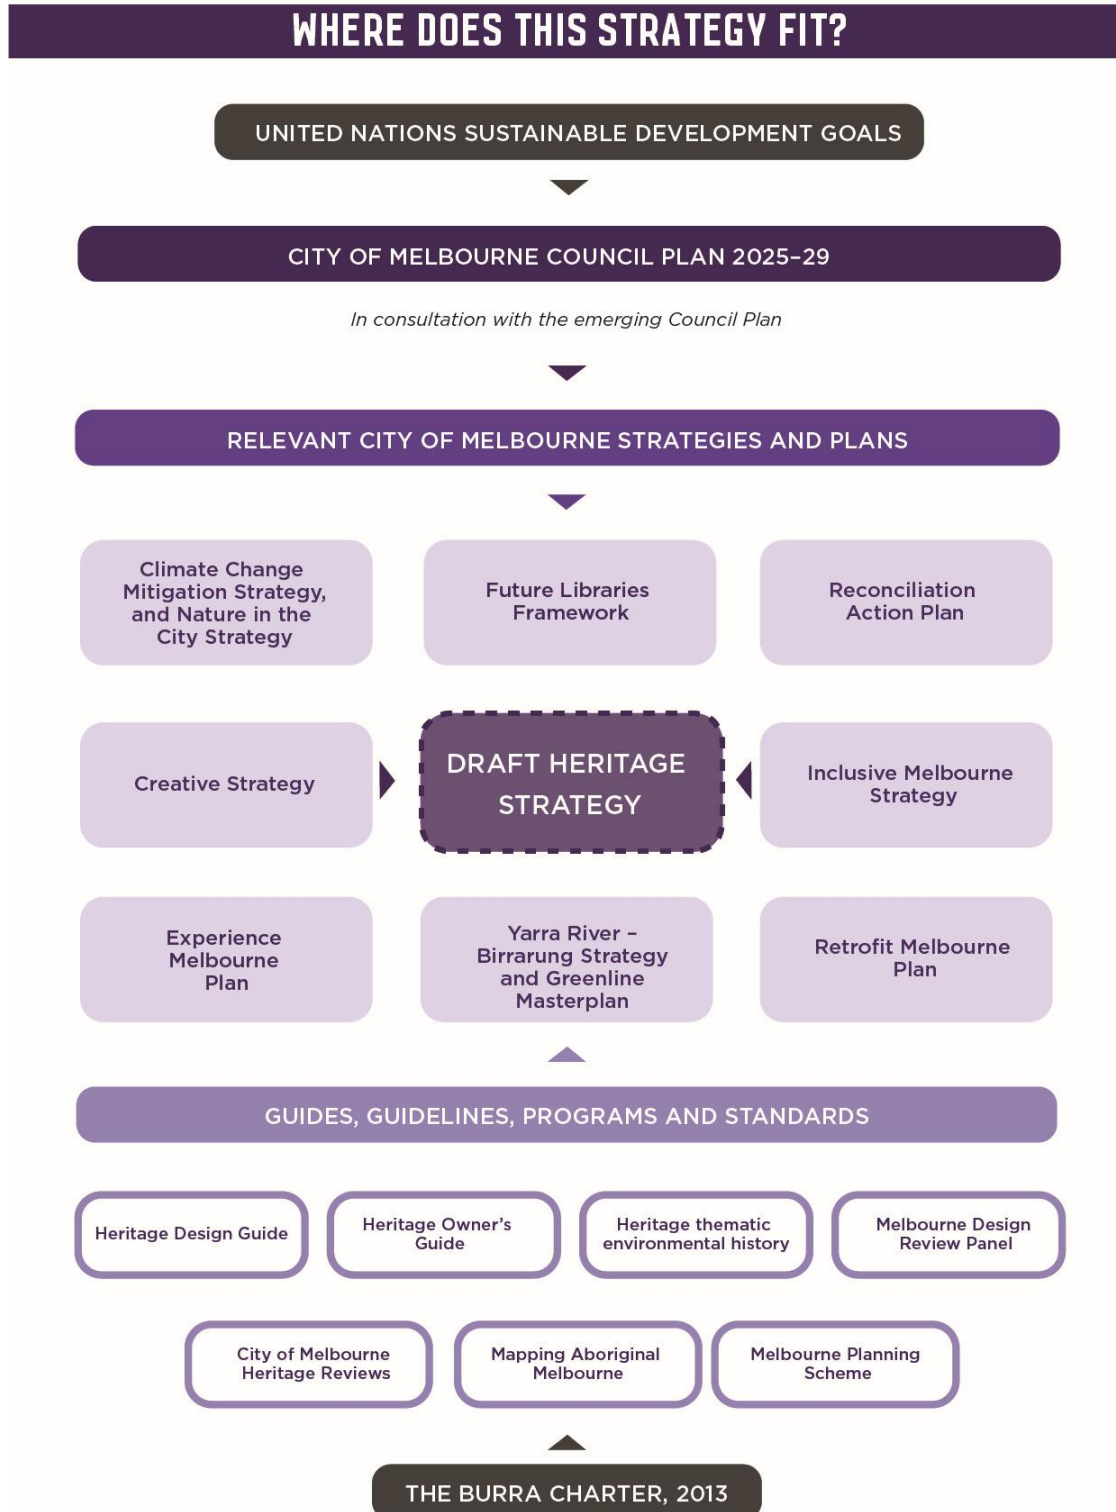 WHERE DOES THIS STRATEGY FIT?
UNITED NATIONS SUSTAINABLE DEVELOPMENT GOALS
CITY OF MELBOURNE COUNCIL PLAN 2025–29
In consultation with the emerging Council Plan
RELEVANT CITY OF MELBOURNE STRATEGIES AND PLANS
Climate Change
Mitigation Strategy,
and Nature in the
City Strategy
Future Libraries
Framework
Reconciliation
Action Plan
Creative Strategy
DRAFT HERITAGE
STRATEGY
Inclusive Melbourne
Strategy
Experience
Melbourne
Plan
Yarra River –
Birrarung Strategy
and Greenline
Masterplan
Retrofit Melbourne
Plan
GUIDES, GUIDELINES, PROGRAMS AND STANDARDS
Heritage Design Guide
Heritage Owner’s
Guide
Heritage thematic
environmental history
Melbourne Design
Review Panel
City of Melbourne
Heritage Reviews
Mapping Aboriginal
Melbourne
Melbourne Planning
Scheme
THE BURRA CHARTER, 2013